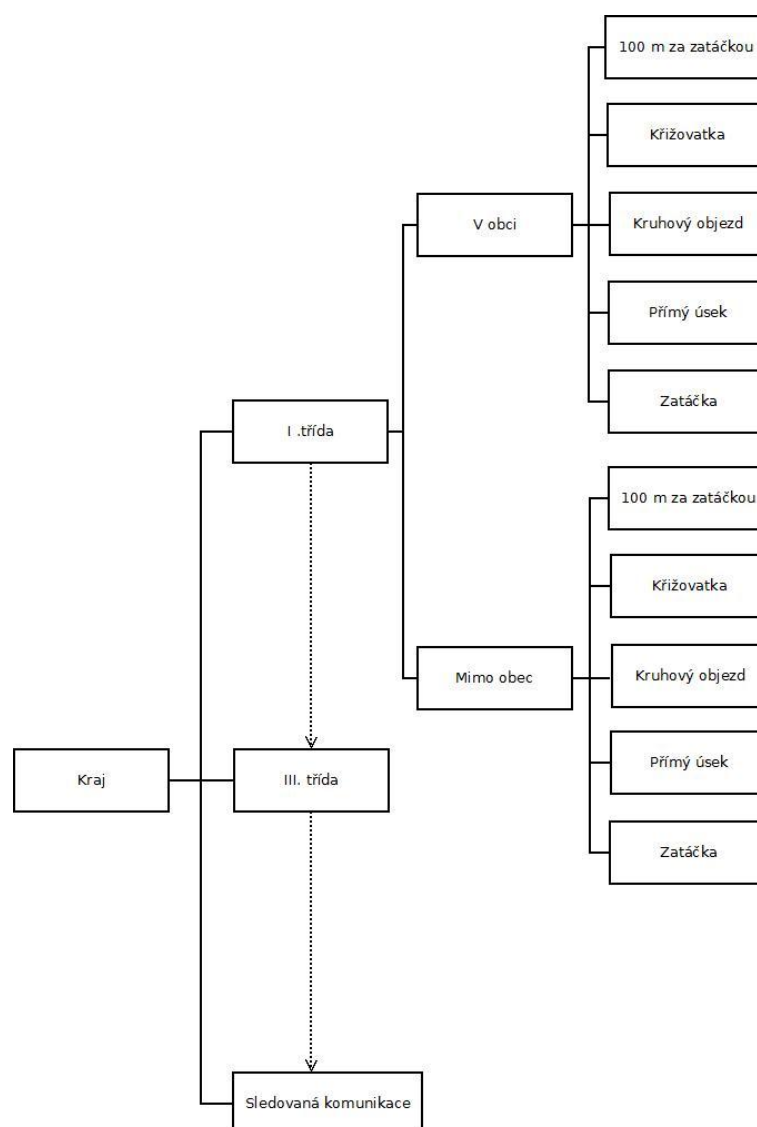 100 m za zatáčkou
Křižovatka
V obci
Kruhový objezd
Přímý úsek
Zatáčka
I .třída
100 m za zatáčkou
Křižovatka
Mimo obec
Kruhový objezd
Přímý úsek
Kraj
III. třída
Zatáčka
Sledovaná komunikace